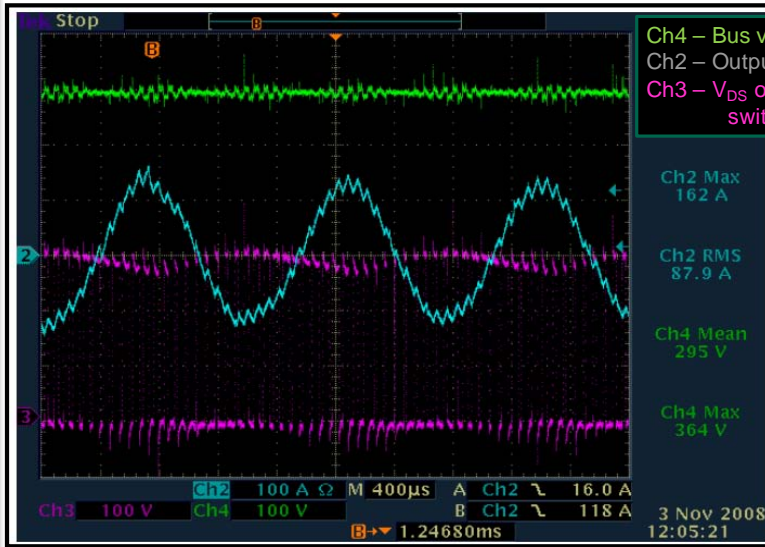 Tek Stop
B
B
Ch4 – Bus v
Ch2 – Outpu
Ch3 – VDS o
swit
Ch2 Max
162 A
2
Ch2 RMS
87.9 A
Ch4 Mean
295 V
Ch4 Max
364 V
3
Ch2 100 A Ω M 400µs A Ch2 16.0 A
Ch3 100 V Ch4 100 V B Ch2 118 A
B 1.24680ms
3 Nov 2008
12:05:21